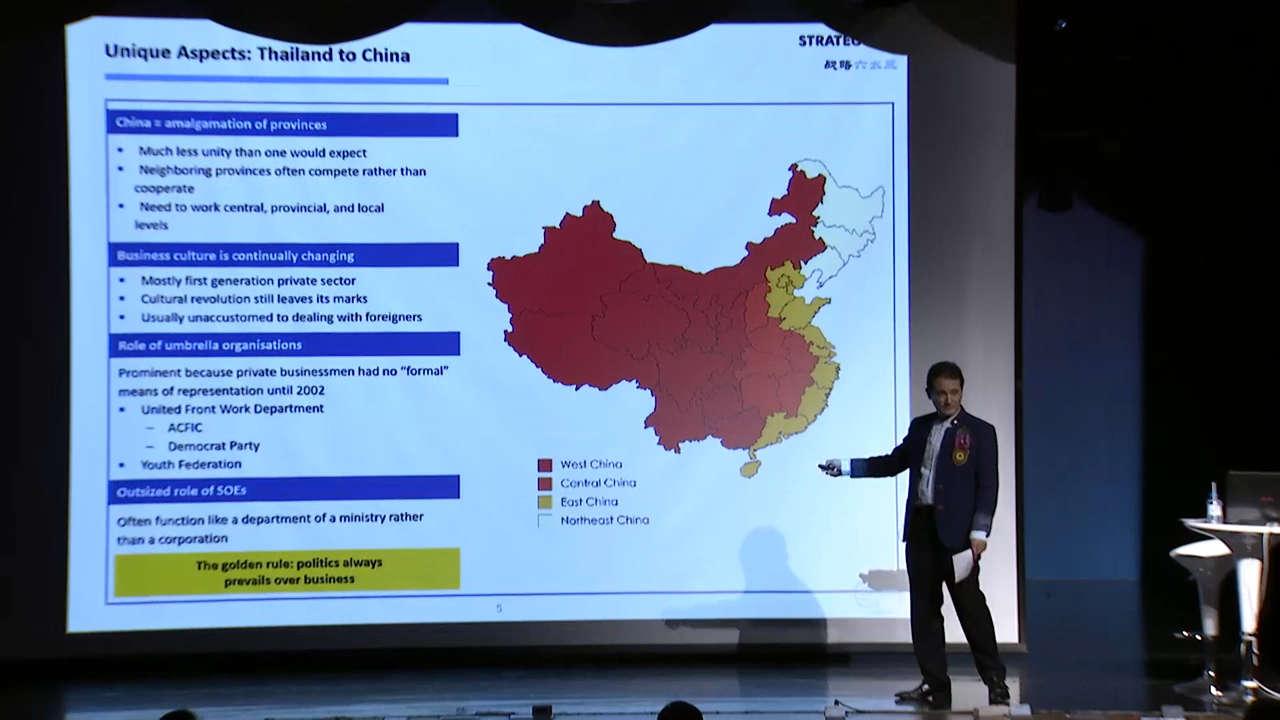 Unique Aspects: Thailand to China
China = amalgamation of provinces
• Much less unity than one would expect
• Neighboring provinces often compete rather than
cooperate
• Need to work central, provincial, and local
levels
Business culture is continually changing
• Mostly first generation private sector
• Cultural revolution still leaves its marks
• Usually unaccustomed to dealing with foreigners
Role of umbrella organisations
Prominent because private businessmen had no “formal”
means of representation until 2002
• United Front Work Department
– ACFIC
– Democrat Party
• Youth Federation
Outsized role of SOEs
Often function like a department of a ministry rather
than a corporation
The golden rule: politics always
prevails over business
STRATEG
战略六水三
West China
Central China
East China
Northeast China
5